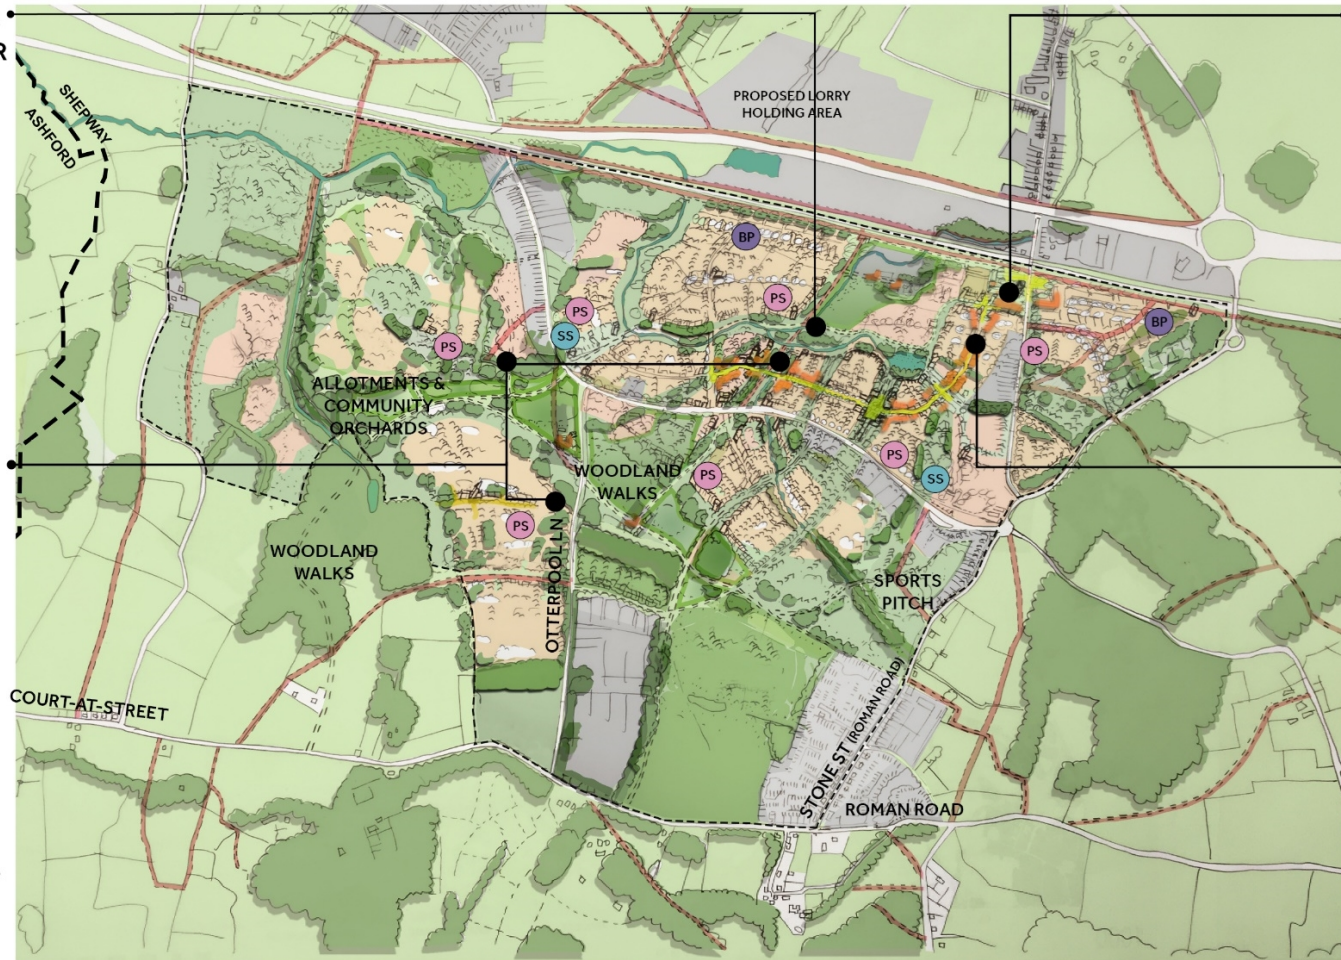 R
SHEPWAY
ASHFORD
PROPOSED LORRY
HOLDING AREA
BP
PS
PS
SS
PS
BP
PS
ALLOTMENTS &
COMMUNITY
ORCHARDS
WOODLAND
WALKS
PS
PS
SS
WOODLAND
WALKS
PS
OTTERPOOL LN
SPORTS
PITCH
COURT-AT-STREET
STONE ST (ROMAN ROAD)
ROMAN ROAD